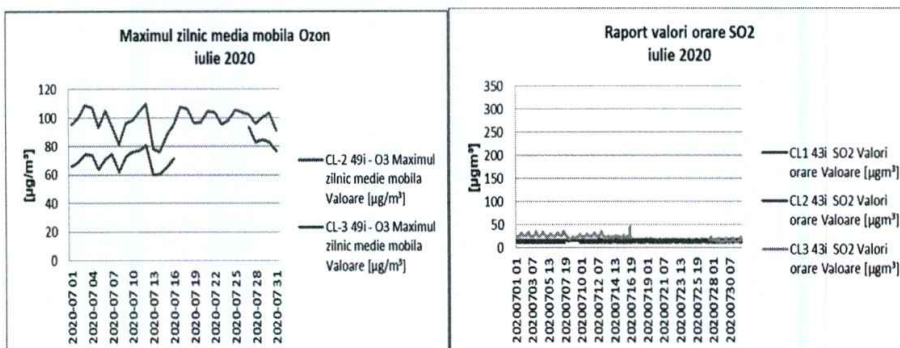 Maximul zilnic media mobila Ozon
iulie 2020
[µg/m³]
120
100
80
60
40
20
0
2020-07 01
2020-07 04
2020-07 07
2020-07 10
2020-07 13
2020-07 16
2020-07 19
2020-07 22
2020-07 25
2020-07 28
2020-07 31
CL-2 49i - O3 Maximul
zilnic medie mobila
Valoare [µg/m³]
CL-3 49i - O3 Maximul
zilnic medie mobila
Valoare [µg/m³]
Raport valori orare SO2
iulie 2020
[µg/m³]
350
300
250
200
150
100
50
0
20200701 01
20200703 07
20200705 13
20200707 19
20200710 01
20200712 07
20200714 13
20200716 19
20200719 01
20200721 07
20200723 13
20200725 19
20200728 01
20200730 07
CL1 43i SO2 Valori
orare Valoare [µgm³]
CL2 43i SO2 Valori
orare Valoare [µgm³]
CL3 43i SO2 Valori
orare Valoare [µgm³]